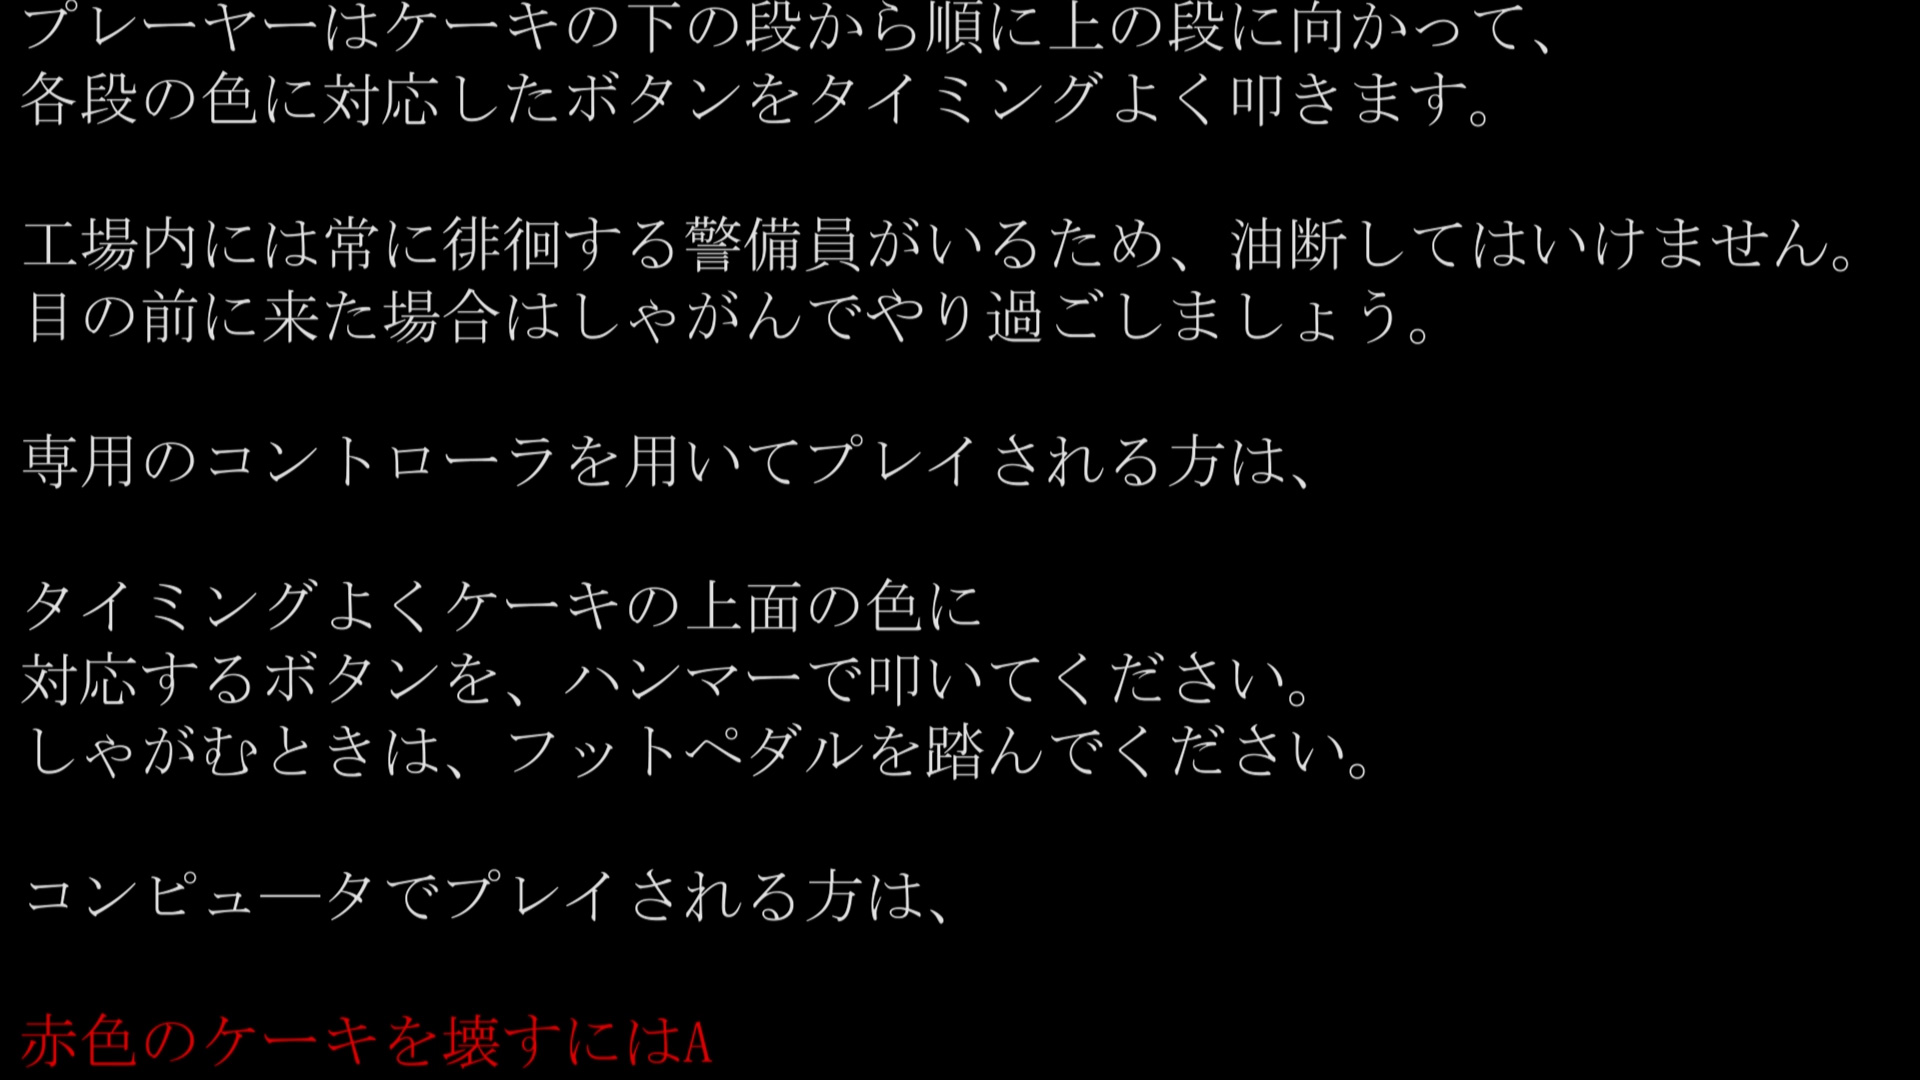 プレーヤーはケーキの下の段から順に上の段に向かって、
各段の色に対応したボタンをタイミングよく叩きます。
工場内には常に徘徊する警備員がいるため、油断してはいけません。
目の前に来た場合はしゃがんでやり過ごしましょう。
専用のコントローラを用いてプレイされる方は、
タイミングよくケーキの上面の色に
対応するボタンを、ハンマーで叩いてください。
しゃがむときは、フットペダルを踏んでください。
コンピュ―タでプレイされる方は、
赤色のケーキを壊すにはA